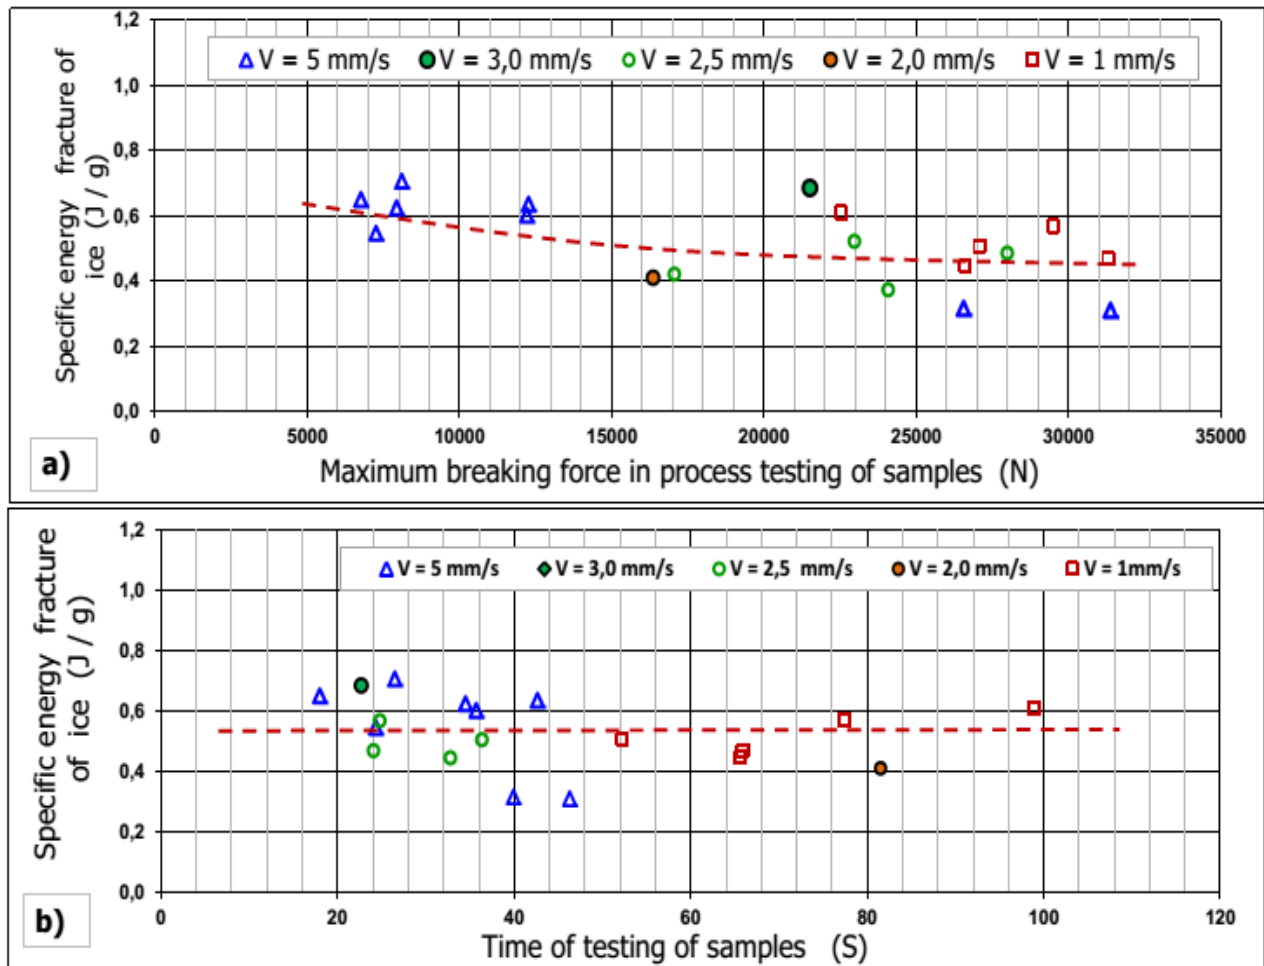 Specific energy fracture of
ice (J / g)
1,2
1,0
0,8
0,6
0,4
0,2
0,0
V = 5 mm/s V = 3,0 mm/s V = 2,5 mm/s V = 2,0 mm/s V = 1 mm/s
0 5000 10000 15000 20000 25000 30000 35000
a)
Maximum breaking force in process testing of samples (N)
Specific energy fracture
of ice (J / g)
1,2
1,0
0,8
0,6
0,4
0,2
0,0
V = 5 mm/s V = 3,0 mm/s V = 2,5 mm/s V = 2,0 mm/s V = 1mm/s
0 20 40 60 80 100 120
b)
Time of testing of samples (S)